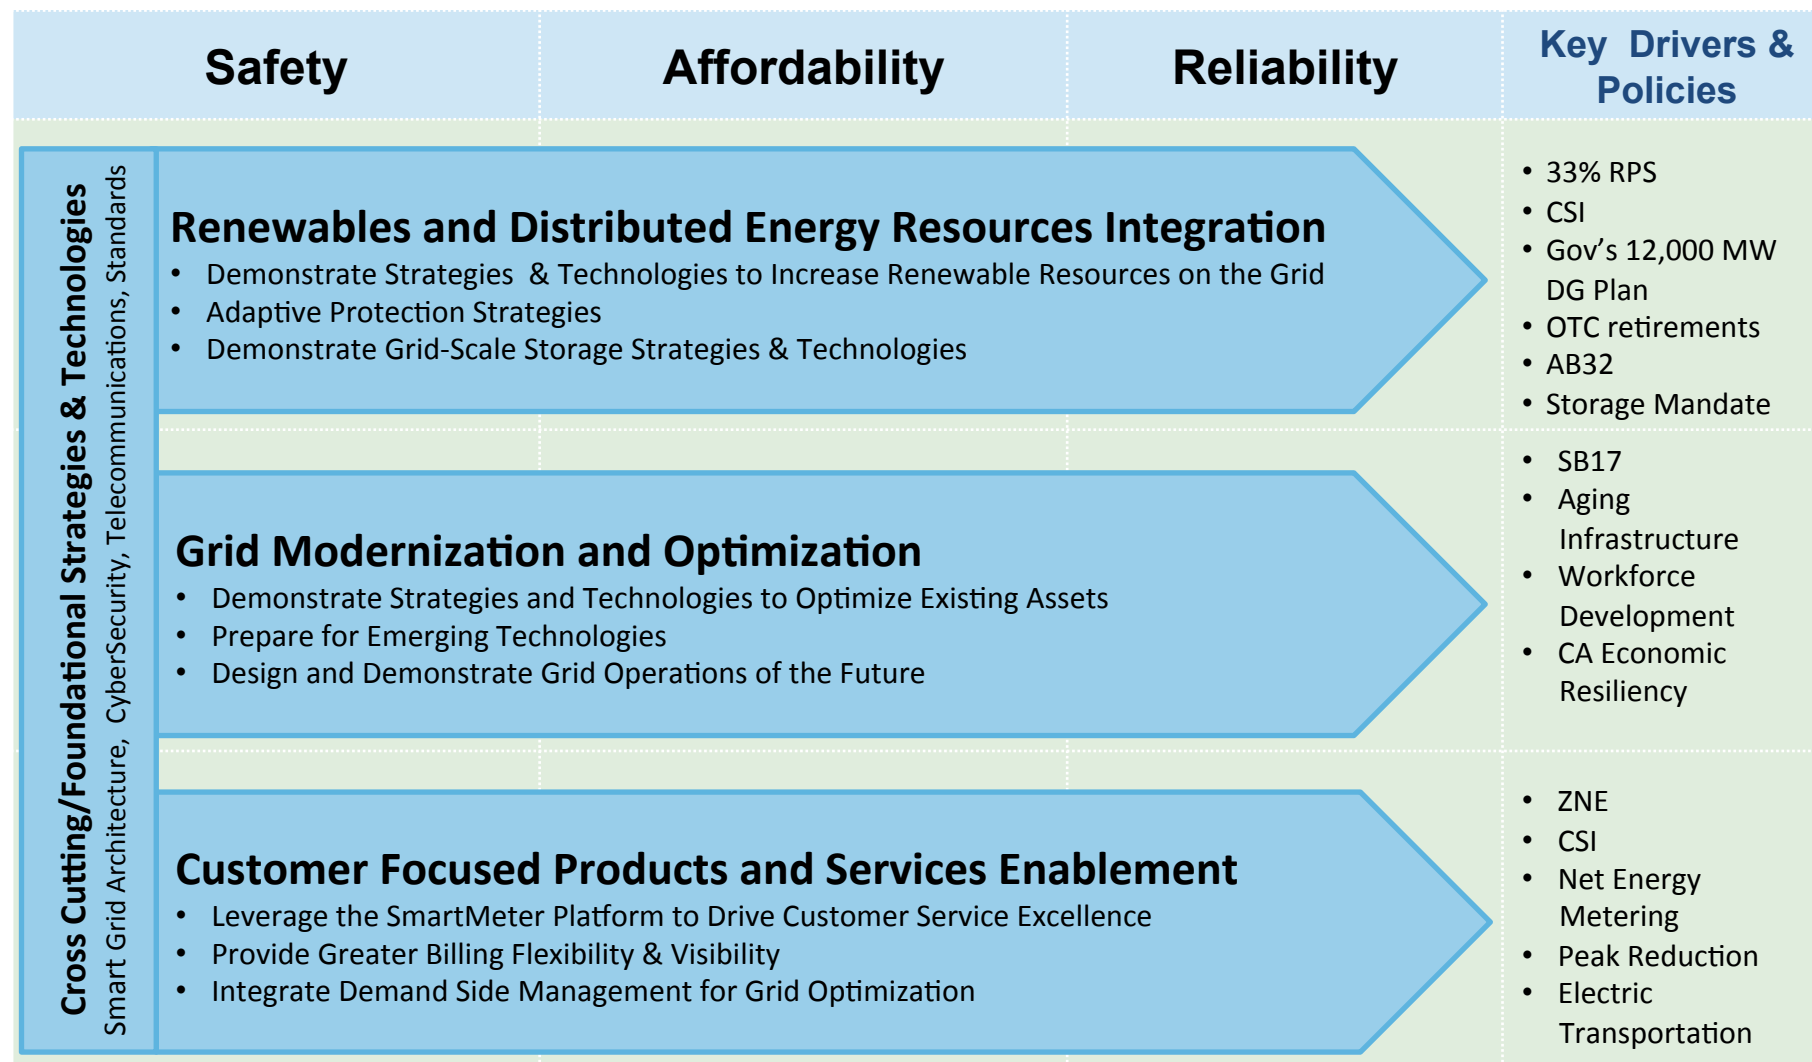 Safety
Affordability
Reliability
Key Drivers &
Policies
Cross Cutting/Foundational Strategies & Technologies
Smart Grid Architecture, CyberSecurity, Telecommunications, Standards
Renewables and Distributed Energy Resources Integration
• Demonstrate Strategies & Technologies to Increase Renewable Resources on the Grid
• Adaptive Protection Strategies
• Demonstrate Grid-Scale Storage Strategies & Technologies
• 33% RPS
• CSI
• Gov's 12,000 MW
DG Plan
• OTC retirements
• AB32
• Storage Mandate
Grid Modernization and Optimization
• Demonstrate Strategies and Technologies to Optimize Existing Assets
• Prepare for Emerging Technologies
• Design and Demonstrate Grid Operations of the Future
• SB17
• Aging
Infrastructure
• Workforce
Development
• CA Economic
Resiliency
Customer Focused Products and Services Enablement
• Leverage the SmartMeter Platform to Drive Customer Service Excellence
• Provide Greater Billing Flexibility & Visibility
• Integrate Demand Side Management for Grid Optimization
• ZNE
• CSI
• Net Energy
Metering
• Peak Reduction
• Electric
Transportation